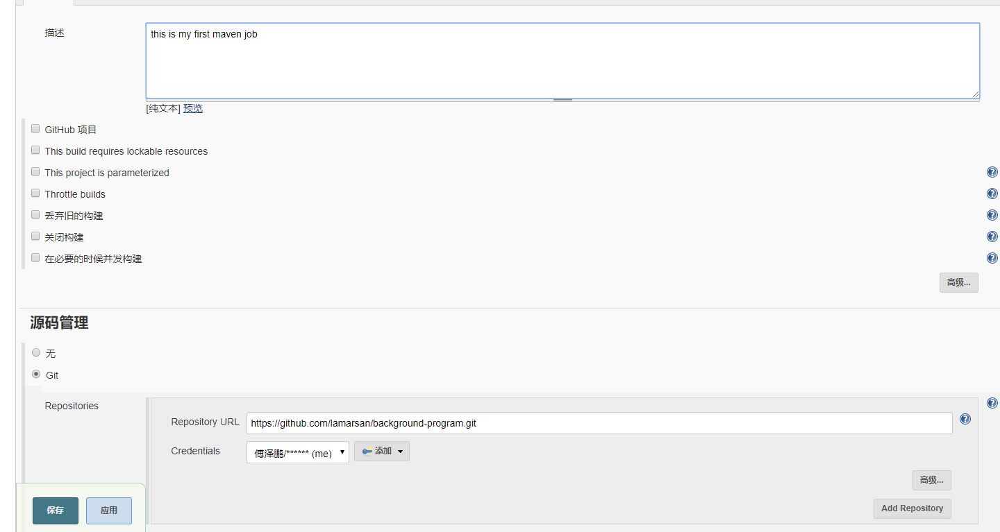 描述
this is my first maven job
[纯文本] 预览
GitHub 项目
This build requires lockable resources
This project is parameterized
Throttle builds
丢弃旧的构建
关闭构建
在必要的时候并发构建
高级...
源码管理
无
Git
Repositories
Repository URL https://github.com/lamarsan/background-program.git
Credentials 傅泽鹏/****** (me) 添加
高级...
Add Repository
保存 应用